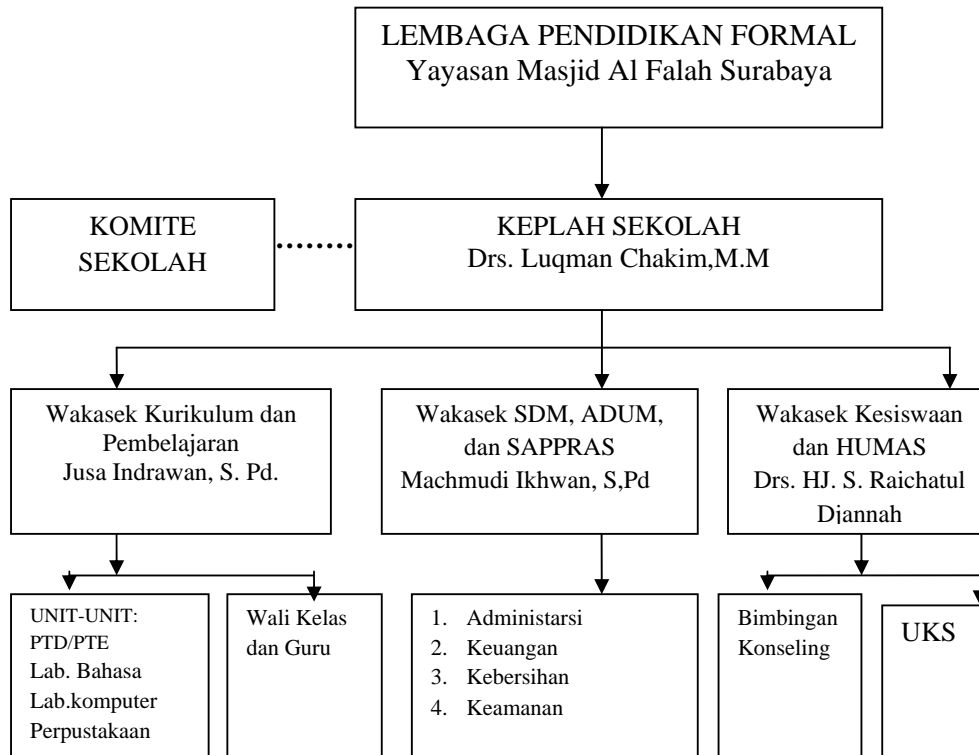 LEMBAGA PENDIDIKAN FORMAL
Yayasan Masjid Al Falah Surabaya
KOMITE
SEKOLAH
KEPLAH SEKOLAH
Drs. Luqman Chakim,M.M
Wakasek Kurikulum dan
Pembelajaran
Jusa Indrawan, S. Pd.
Wakasek SDM, ADUM,
dan SAPPRAS
Machmudi Ikhwan, S,Pd
Wakasek Kesiswaan
dan HUMAS
Drs. HJ. S. Raichatul
Djannah
UNIT-UNIT:
PTD/PTE
Lab. Bahasa
Lab.komputer
Perpustakaan
Wali Kelas
dan Guru
1. Administarsi
2. Keuangan
3. Kebersihan
4. Keamanan
Bimbingan
Konseling
UKS